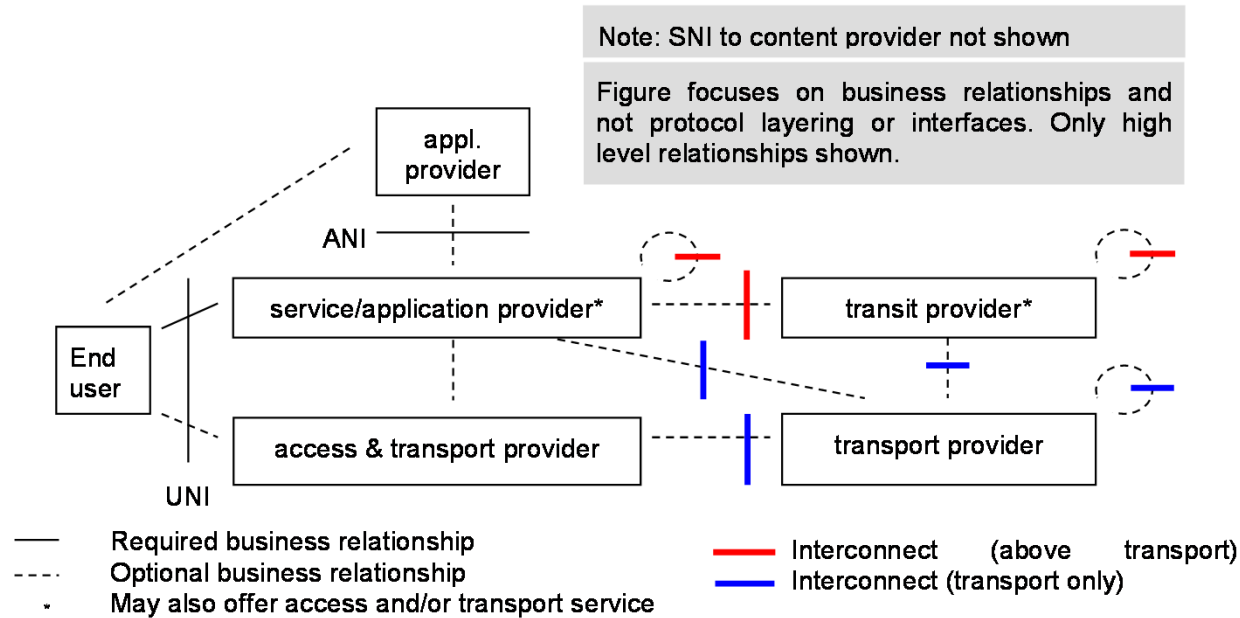 Note: SNI to content provider not shown
Figure focuses on business relationships and
not protocol layering or interfaces. Only high
level relationships shown.
appl.
provider
ANI
service/application provider*
transit provider*
End
user
access & transport provider
transport provider
UNI
Required business relationship
Optional business relationship
* May also offer access and/or transport service
Interconnect (above transport)
Interconnect (transport only)